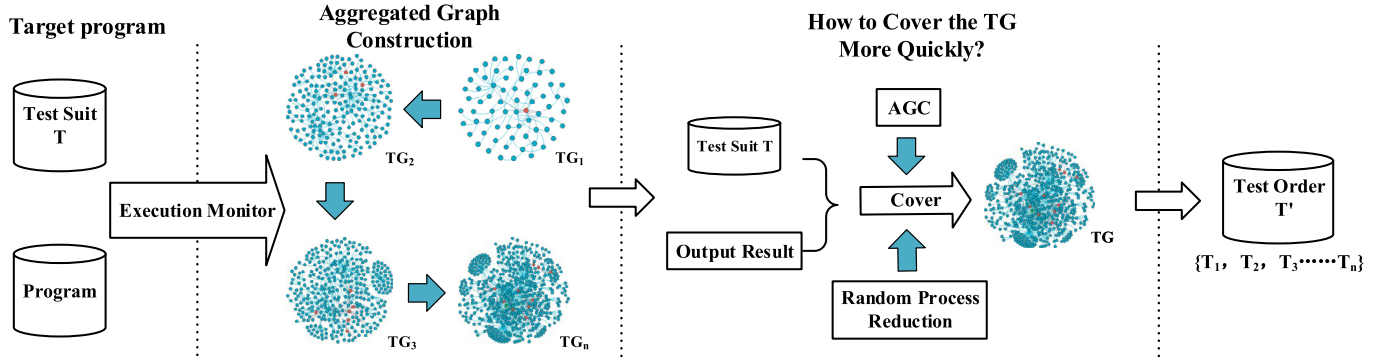 Target program
Test Suit
T
Program
Execution Monitor
Aggregated Graph
Construction
TG₂
TG₁
TG₃
TGₙ
How to Cover the TG
More Quickly?
AGC
Test Suit T
Output Result
Cover
Random Process
Reduction
TG
Test Order
T'
{T₁, T₂, T₃……Tₙ}